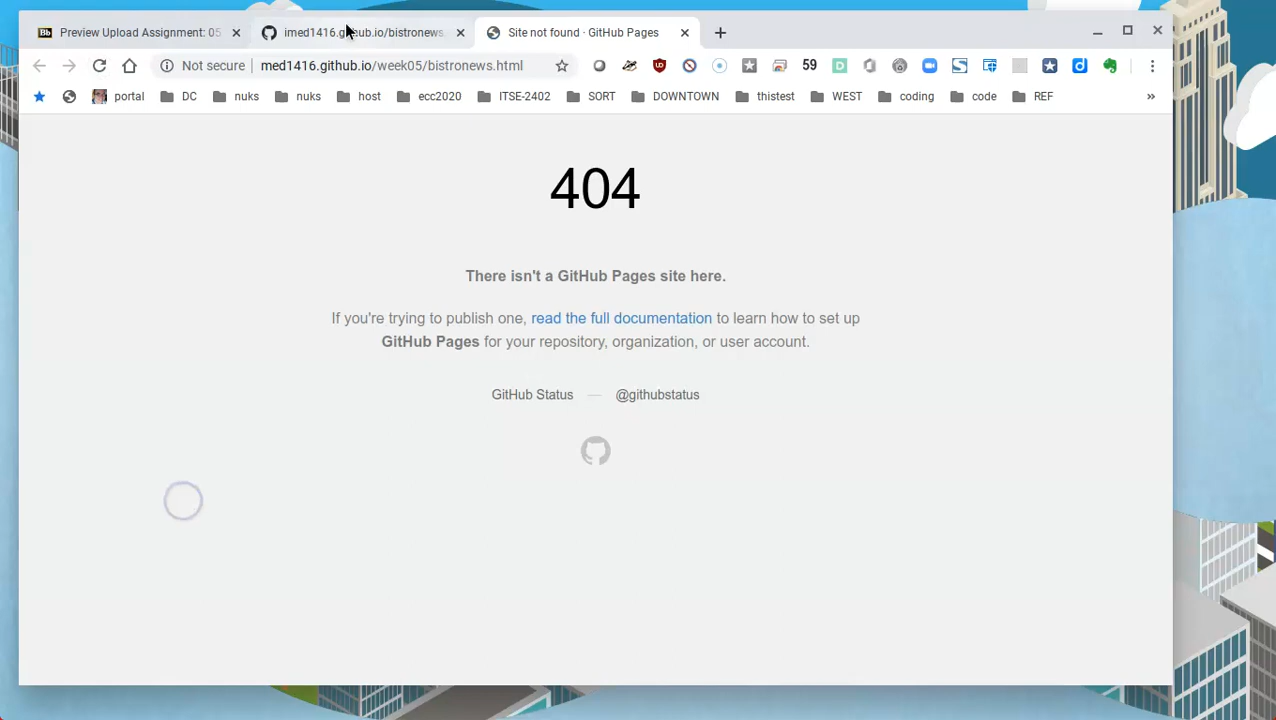 Bb Preview Upload Assignment: 05
imed1416.github.io/bistronews
Site not found · GitHub Pages
Not secure
med1416.github.io/week05/bistronews.html
59
portal
DC
nuks
nuks
host
ecc2020
ITSE-2402
SORT
DOWNTOWN
thistest
WEST
coding
code
REF
»
404
There isn't a GitHub Pages site here.
If you're trying to publish one, read the full documentation to learn how to set up
GitHub Pages for your repository, organization, or user account.
GitHub Status — @githubstatus